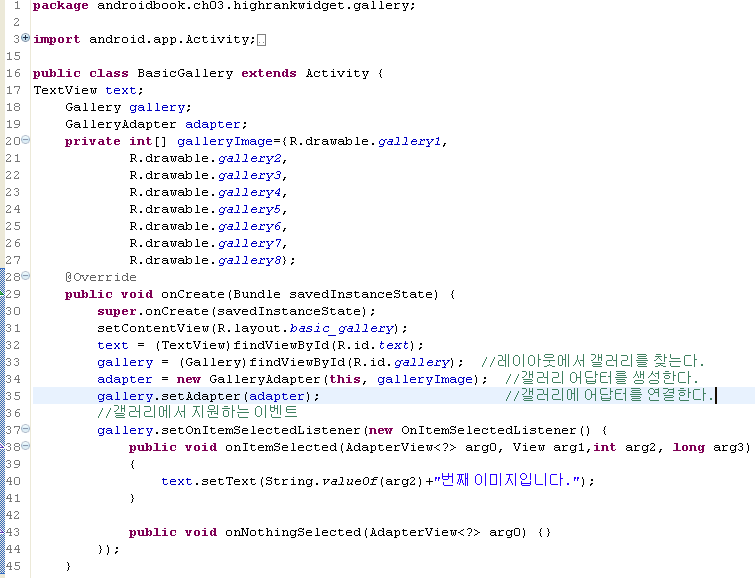 1 package androidbook.ch03.highrankwidget.gallery;
2
3 import android.app.Activity;
15
16 public class BasicGallery extends Activity {
17 TextView text;
18 Gallery gallery;
19 GalleryAdapter adapter;
20 private int[] galleryImage={R.drawable.gallery1,
21 R.drawable.gallery2,
22 R.drawable.gallery3,
23 R.drawable.gallery4,
24 R.drawable.gallery5,
25 R.drawable.gallery6,
26 R.drawable.gallery7,
27 R.drawable.gallery8};
28 @Override
29 public void onCreate(Bundle savedInstanceState) {
30 super.onCreate(savedInstanceState);
31 setContentView(R.layout.basic_gallery);
32 text = (TextView)findViewById(R.id.text);
33 gallery = (Gallery)findViewById(R.id.gallery); //레이아웃에서 갤러리를 찾는다.
34 adapter = new GalleryAdapter(this, galleryImage); //갤러리 어답터를 생성한다.
35 gallery.setAdapter(adapter); //갤러리에 어답터를 연결한다.
36 //갤러리에서 지원하는 이벤트
37 gallery.setOnItemSelectedListener(new OnItemSelectedListener() {
38 public void onItemSelected(AdapterView<?> arg0, View arg1,int arg2, long arg3)
39 {
40 text.setText(String.valueOf(arg2)+"번째 이미지입니다.");
41 }
42
43 public void onNothingSelected(AdapterView<?> arg0) {}
44 });
45 }